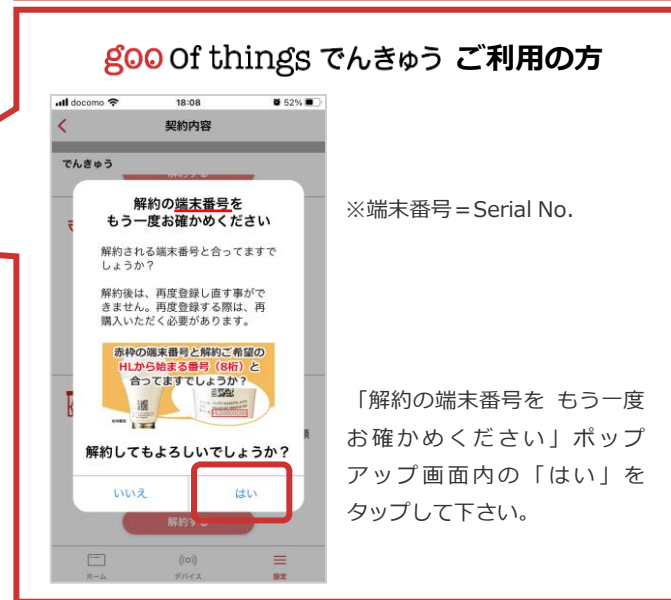 goo of things でんきゅう ご利用の方
docomo 18:08 52%
契約内容
でんきゅう
解約の端末番号を
もう一度お確かめください
解約される端末番号と合ってますで
しょうか？
解約後は、再度登録し直す事がで
きません。再度登録する際は、再
購入いただく必要があります。
赤枠の端末番号と解約ご希望の
HLから始まる番号（8桁）と
合ってますでしょうか？
解約してもよろしいでしょうか？
いいえ はい
解約する
ホーム デバイス 設定
※端末番号＝Serial No.
「解約の端末番号を もう一度
お確かめください」ポップ
アップ画面内の「はい」を
タップして下さい。